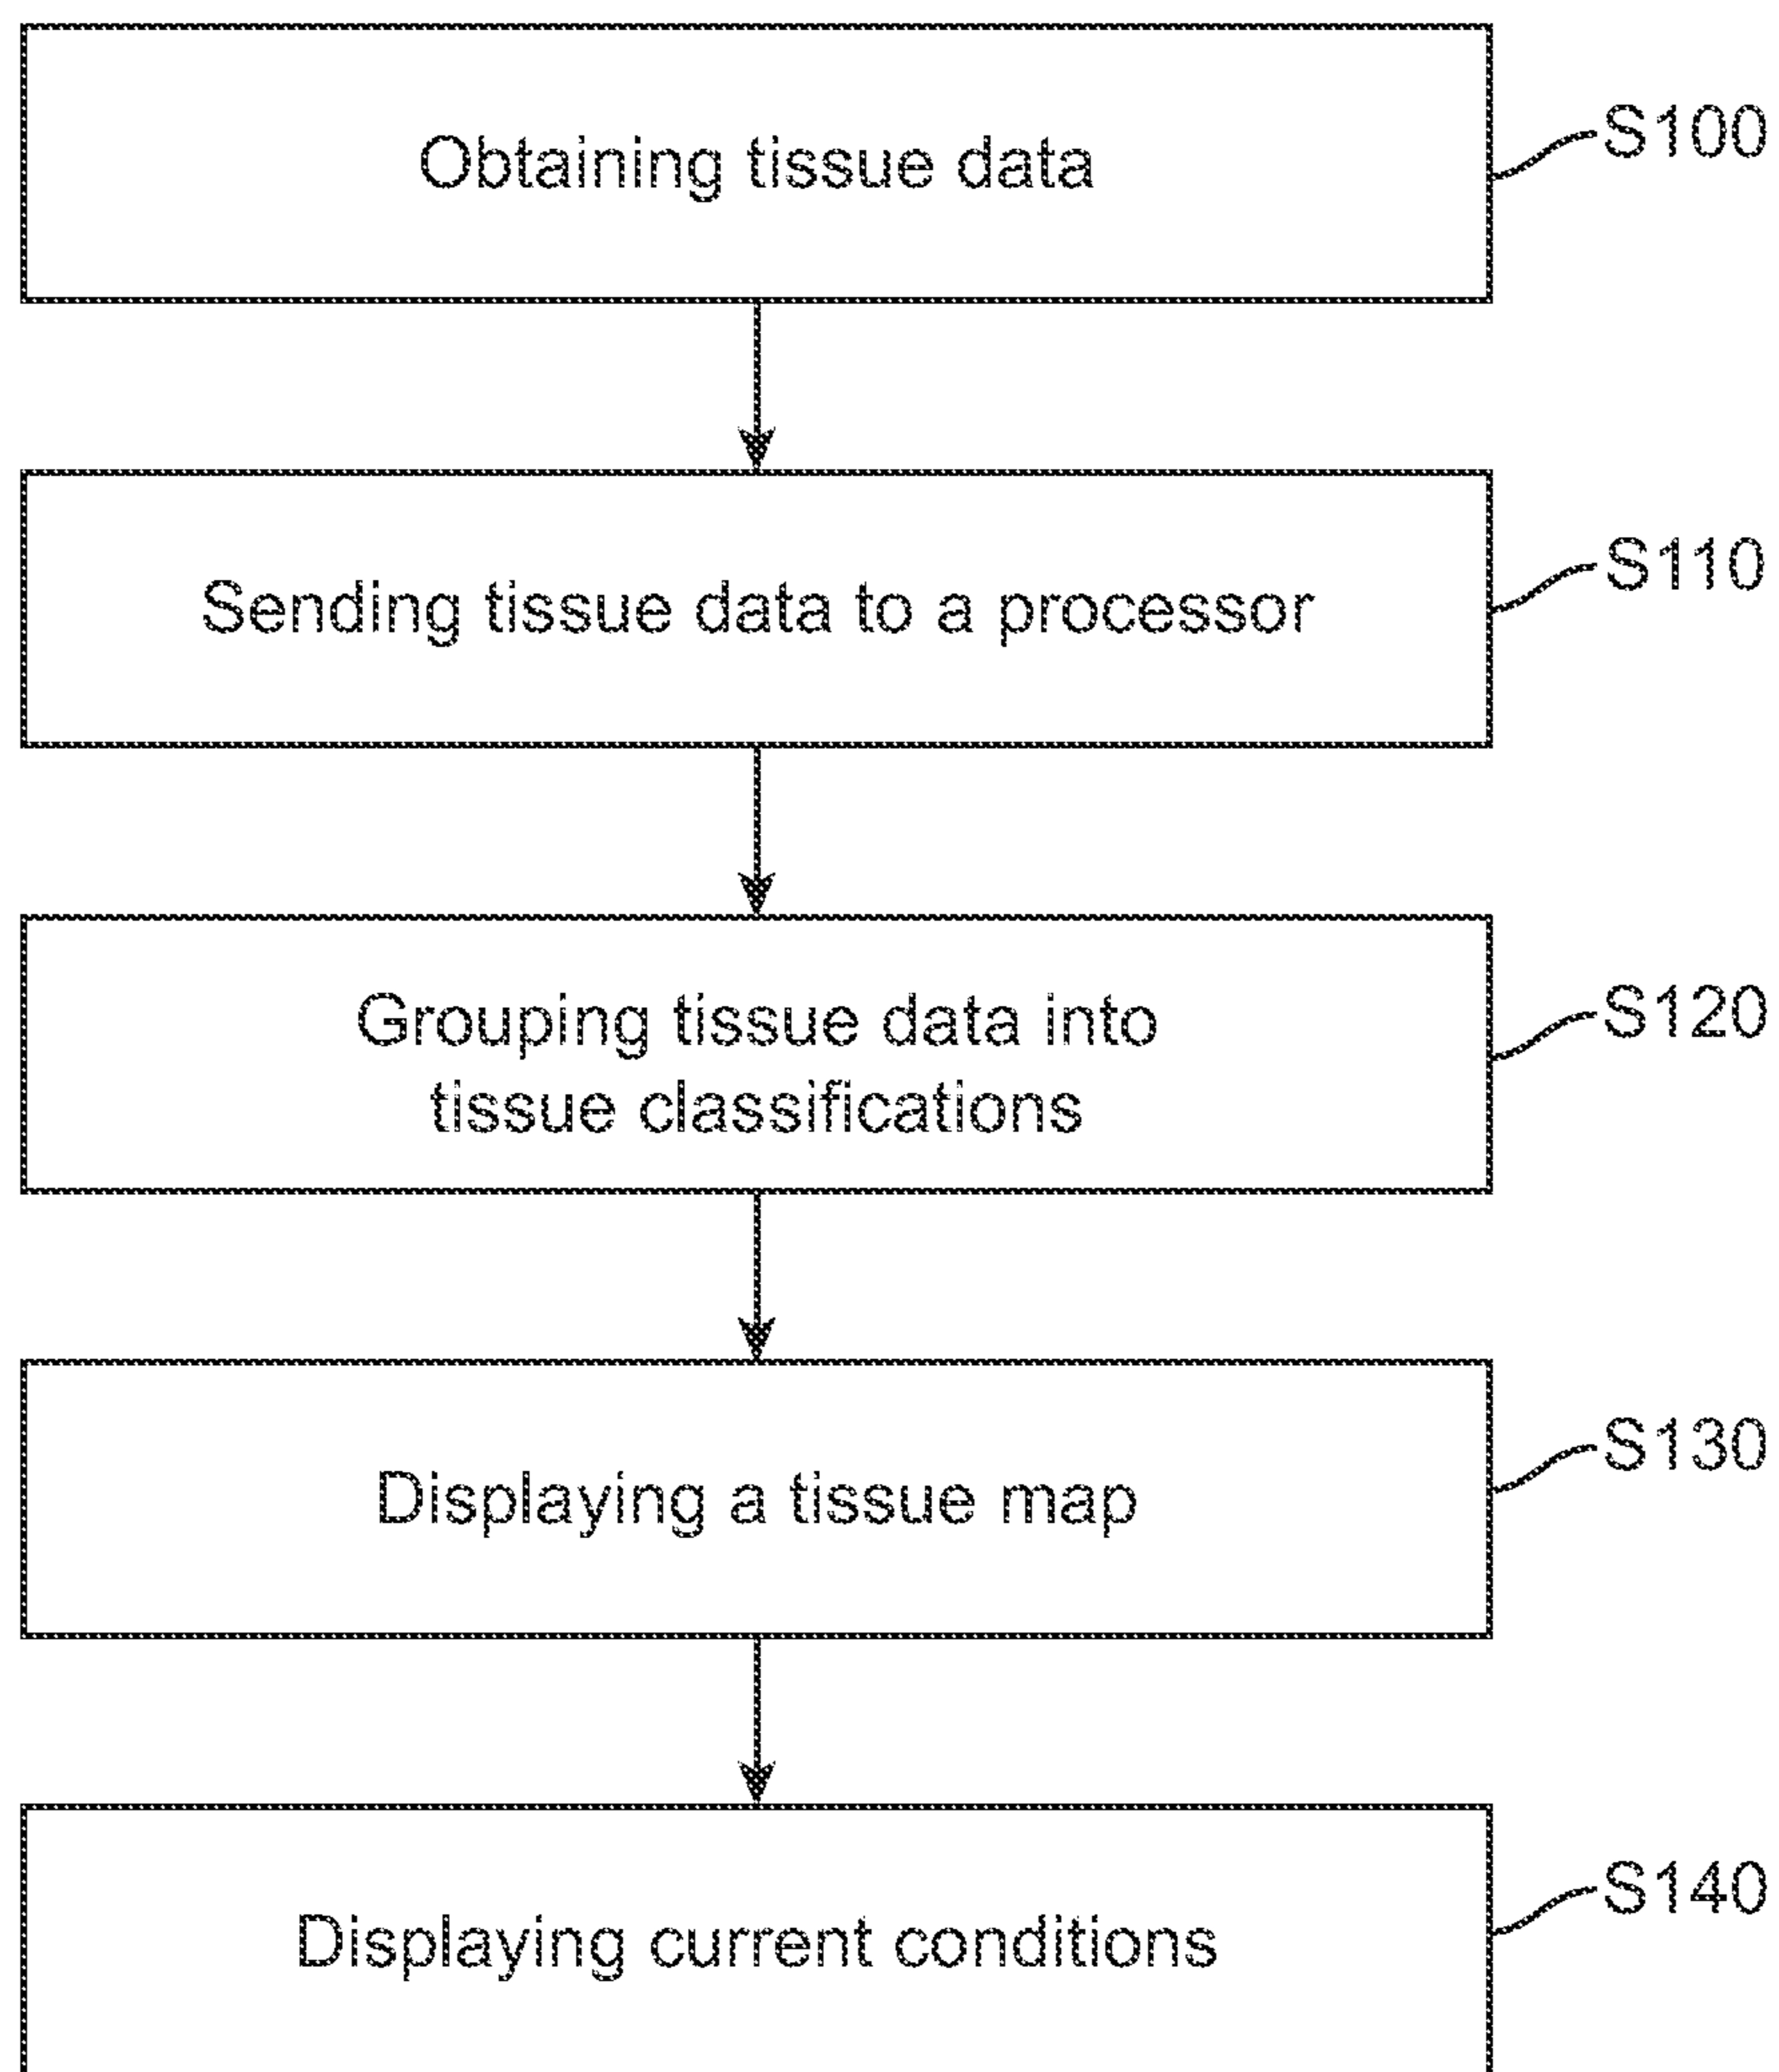 Obtaining tissue data
S100
Sending tissue data to a processor
S110
Grouping tissue data into
tissue classifications
S120
Displaying a tissue map
S130
Displaying current conditions
S140